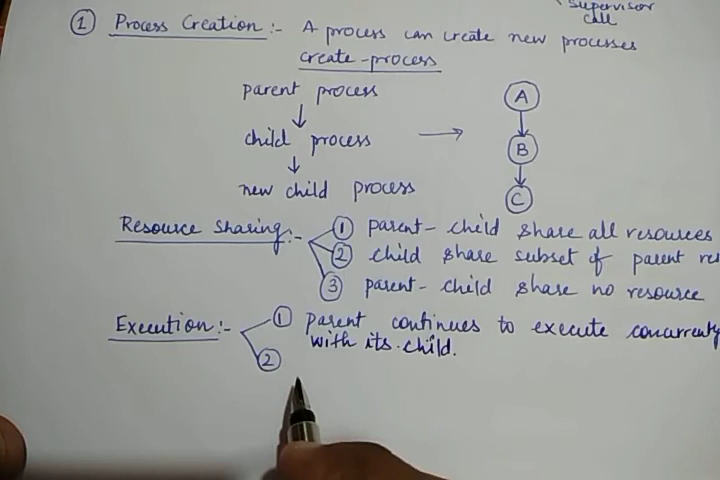 Supervisor
call
① Process Creation :- A process can create new processes
create-process
parent process
child process
new child process
A
B
C
Resource sharing :- ① parent-child share all resources
② child share subset of parent res
③ parent-child share no resource
Execution :- ① parent continues to execute concurrently
with its child.
②